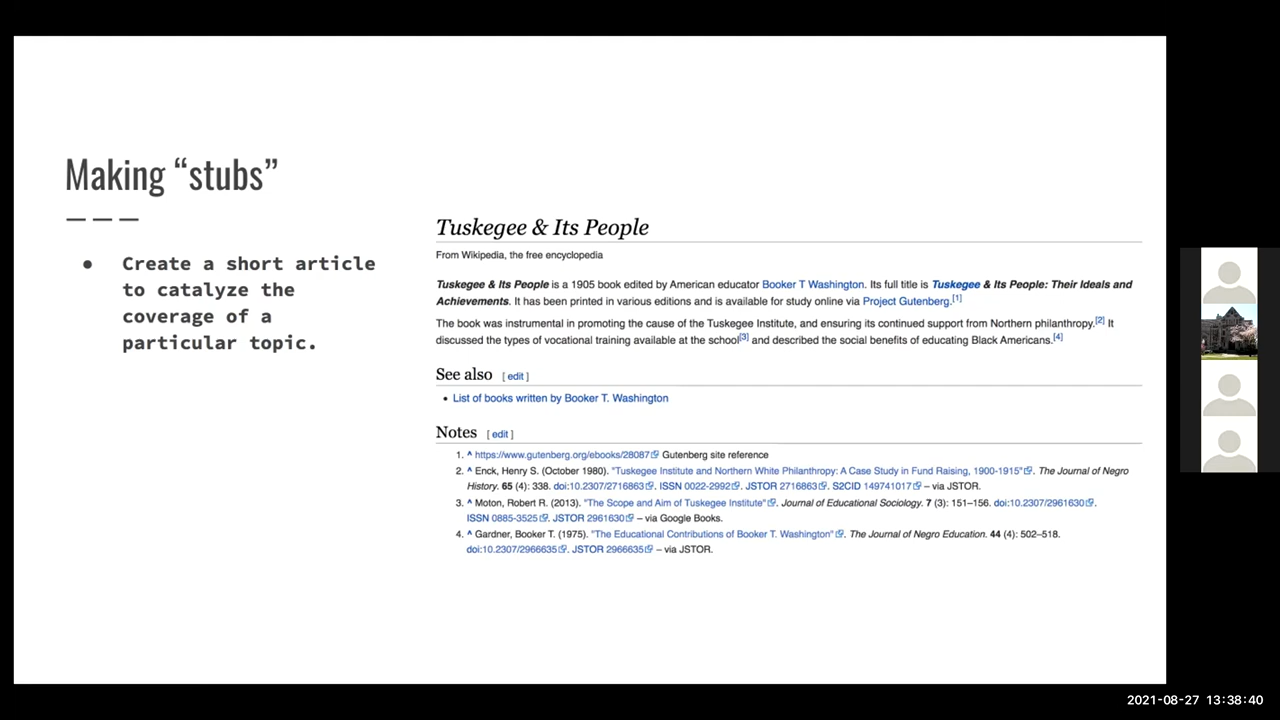 Making “stubs”
● Create a short article
to catalyze the
coverage of a
particular topic.
Tuskegee & Its People
From Wikipedia, the free encyclopedia
Tuskegee & Its People is a 1905 book edited by American educator Booker T Washington. Its full title is Tuskegee & Its People: Their Ideals and
Achievements. It has been printed in various editions and is available for study online via Project Gutenberg.[1]
The book was instrumental in promoting the cause of the Tuskegee Institute, and ensuring its continued support from Northern philanthropy.[2] It
discussed the types of vocational training available at the school[3] and described the social benefits of educating Black Americans.[4]
See also [ edit ]
• List of books written by Booker T. Washington
Notes [ edit ]
1. ^ https://www.gutenberg.org/ebooks/28087 Gutenberg site reference
2. ^ Enck, Henry S. (October 1980). "Tuskegee Institute and Northern White Philanthropy: A Case Study in Fund Raising, 1900-1915". The Journal of Negro
History. 65 (4): 338. doi:10.2307/2716863. ISSN 0022-2992. JSTOR 2716863. S2CID 149741017 – via JSTOR.
3. ^ Moton, Robert R. (2013). "The Scope and Aim of Tuskegee Institute". Journal of Educational Sociology. 7 (3): 151–156. doi:10.2307/2961630.
ISSN 0885-3525. JSTOR 2961630 – via Google Books.
4. ^ Gardner, Booker T. (1975). "The Educational Contributions of Booker T. Washington". The Journal of Negro Education. 44 (4): 502–518.
doi:10.2307/2966635. JSTOR 2966635 – via JSTOR.
2021-08-27 13:38:40